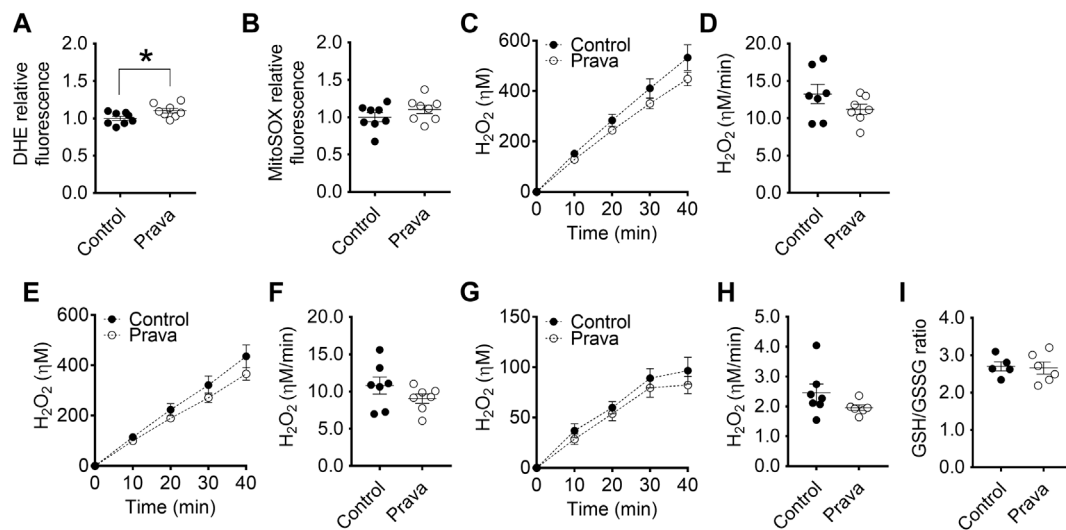 A
DHE relative
fluorescence
2.0
1.5
1.0
0.5
0.0
*
Control
Prava
B
MitoSOX relative
fluorescence
2.0
1.5
1.0
0.5
0.0
Control
Prava
C
H₂O₂ (ηM)
600
400
200
0
Control
Prava
0 10 20 30 40
Time (min)
D
H₂O₂ (ηM/min)
20.0
15.0
10.0
5.0
0.0
Control
Prava
E
H₂O₂ (ηM)
600
400
200
0
Control
Prava
0 10 20 30 40
Time (min)
F
H₂O₂ (ηM/min)
20.0
15.0
10.0
5.0
0.0
Control
Prava
G
H₂O₂ (ηM)
150
100
50
0
Control
Prava
0 10 20 30 40
Time (min)
H
H₂O₂ (ηM/min)
5.0
4.0
3.0
2.0
1.0
0.0
Control
Prava
I
GSH/GSSG ratio
4.0
3.0
2.0
1.0
0.0
Control
Prava